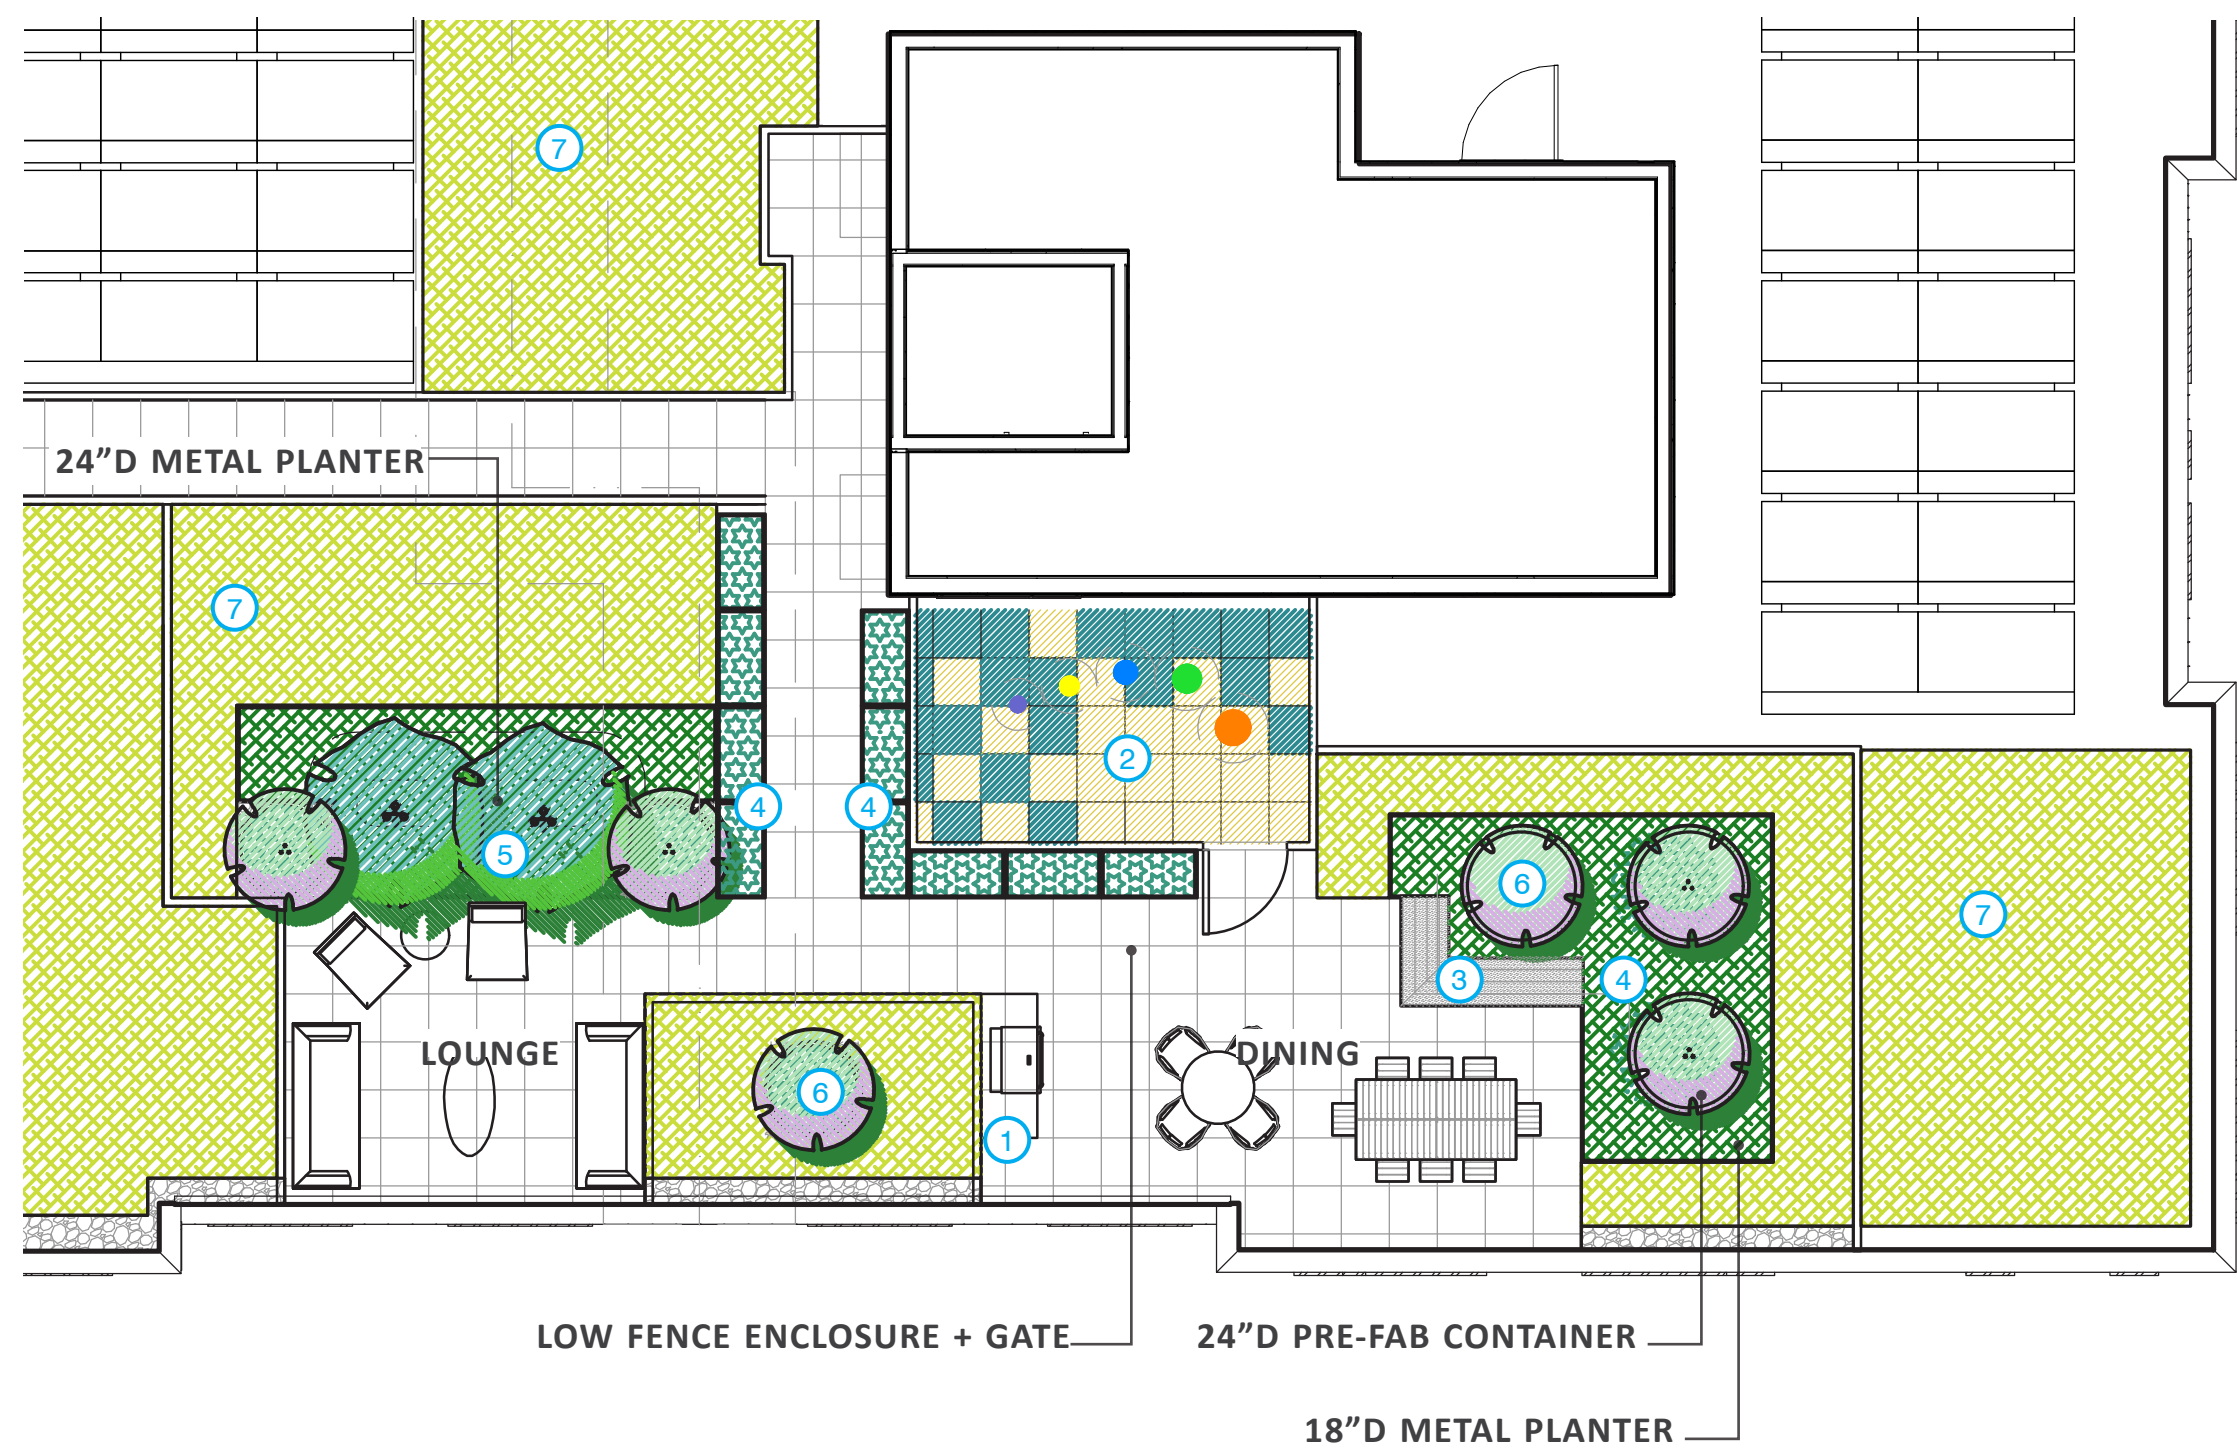 7
24”D METAL PLANTER
7
2
4
4
5
6
7
3
4
LOUNGE
DINING
6
1
LOW FENCE ENCLOSURE + GATE
24”D PRE-FAB CONTAINER
18”D METAL PLANTER